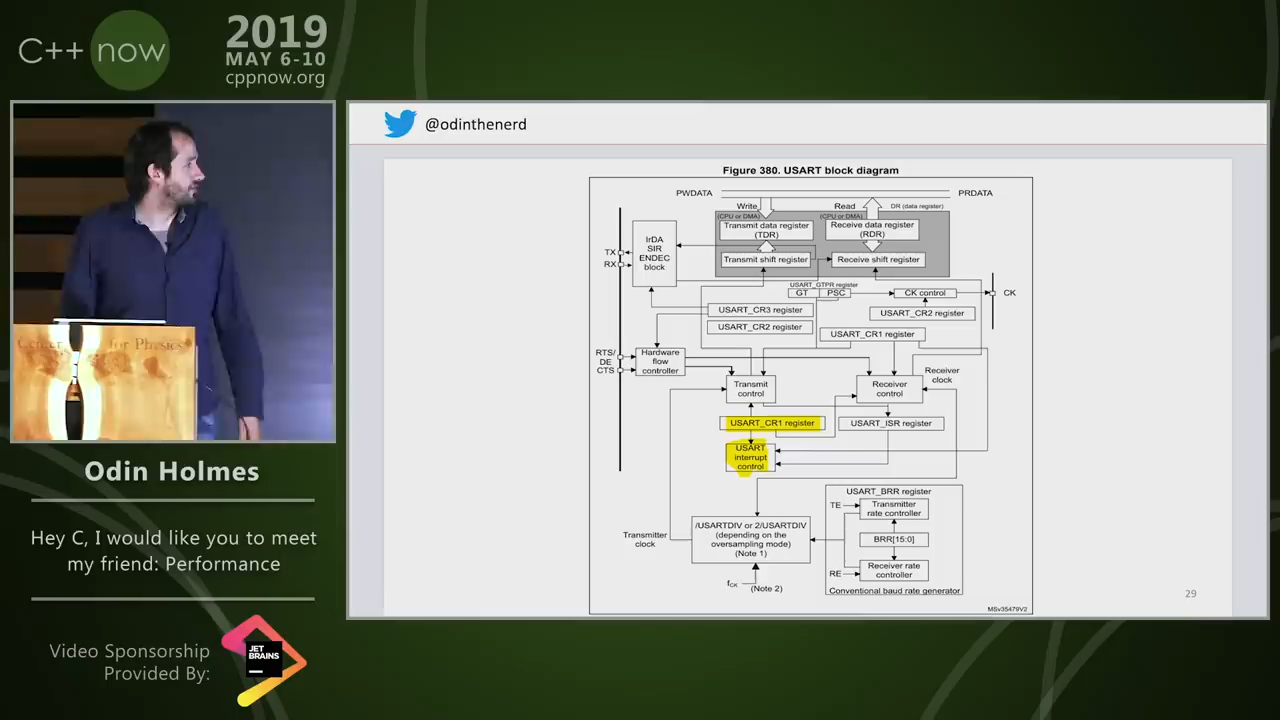 C++ now
2019
MAY 6-10
cppnow.org
@odinthenerd
Figure 380. USART block diagram
PWDATA
PRDATA
Write
Read
DR (data register)
(CPU or DMA)
(CPU or DMA)
Transmit data register
(TDR)
Receive data register
(RDR)
IrDA
SIR
ENDEC
block
TX
RX
Transmit shift register
Receive shift register
USART_GTPR register
GT
PSC
CK control
CK
USART_CR3 register
USART_CR2 register
USART_CR2 register
USART_CR1 register
RTS/
DE
CTS
Hardware
flow
controller
Transmit
control
Receiver
control
Receiver
clock
USART_CR1 register
USART_ISR register
USART
interrupt
control
USART_BRR register
TE
Transmitter
rate controller
Transmitter
clock
/USARTDIV or 2/USARTDIV
(depending on the
oversampling mode)
(Note 1)
BRR[15:0]
RE
Receiver rate
controller
fCK
(Note 2)
Conventional baud rate generator
MSv35479V2
29
Center for Physics
Odin Holmes
Hey C, I would like you to meet
my friend: Performance
Video Sponsorship
Provided By:
JET
BRAINS